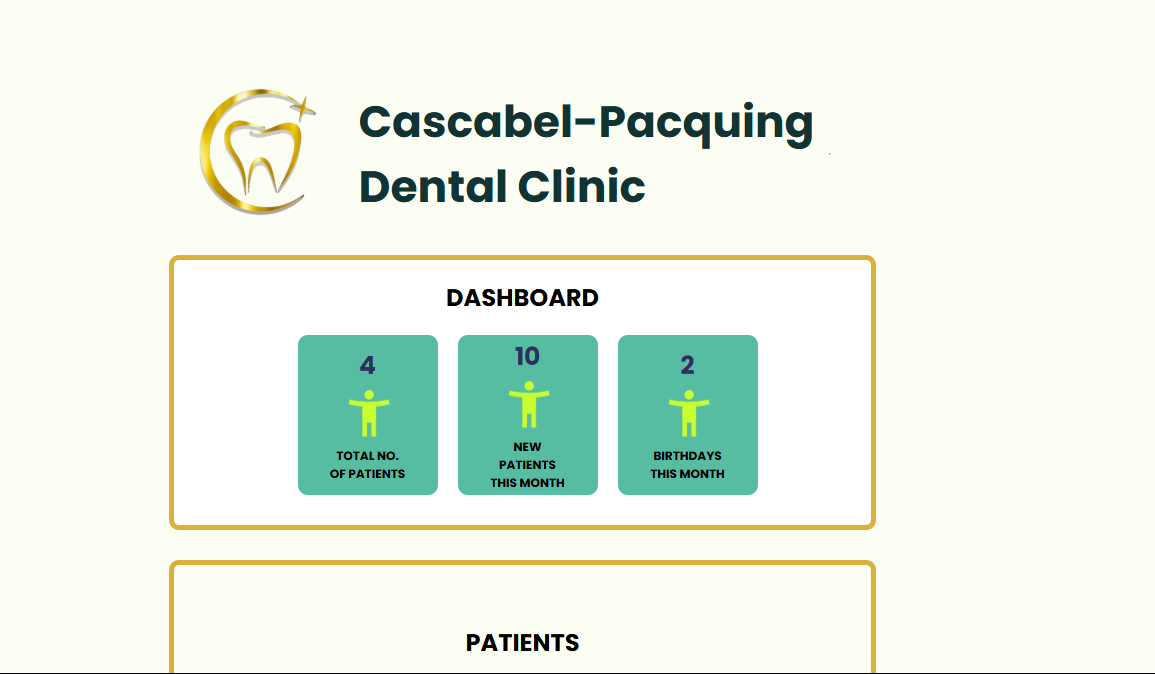 Cascabel-Pacquing
Dental Clinic
DASHBOARD
4
TOTAL NO.
OF PATIENTS
10
NEW
PATIENTS
THIS MONTH
2
BIRTHDAYS
THIS MONTH
PATIENTS